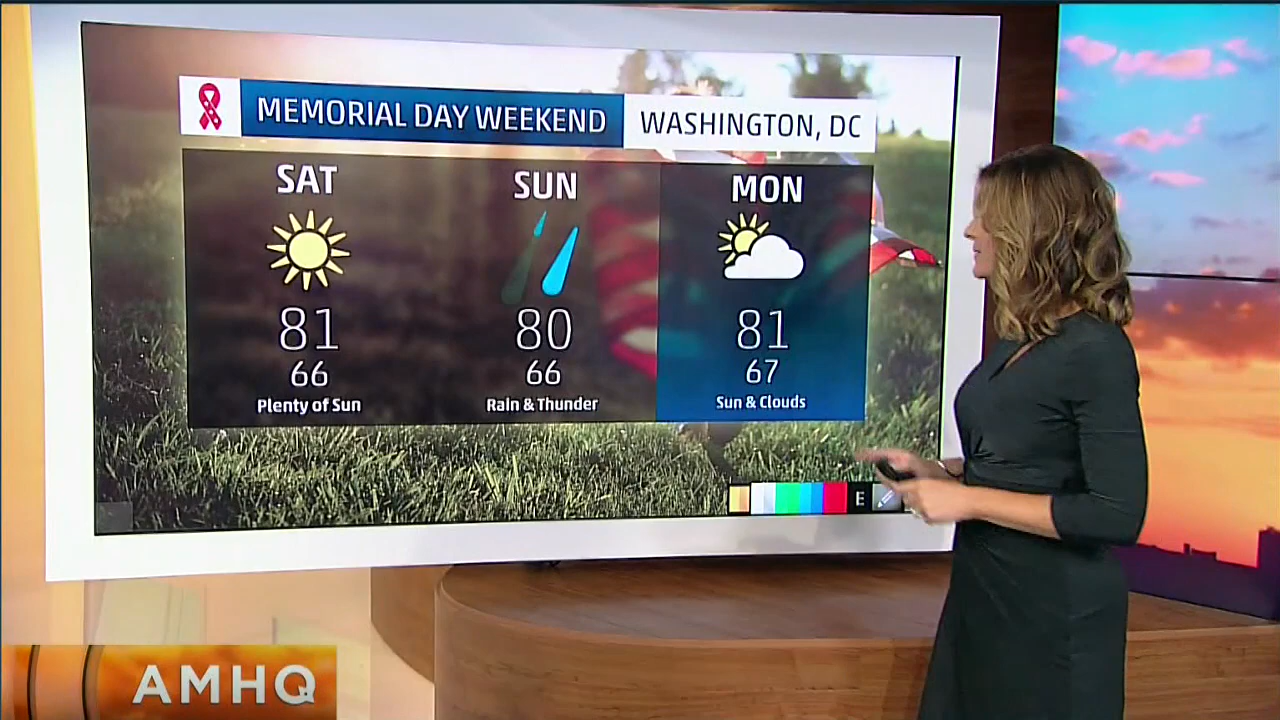 MEMORIAL DAY WEEKEND
WASHINGTON, DC
SAT
SUN
MON
81
80
81
66
66
67
Plenty of Sun
Rain & Thunder
Sun & Clouds
E
AMHQ